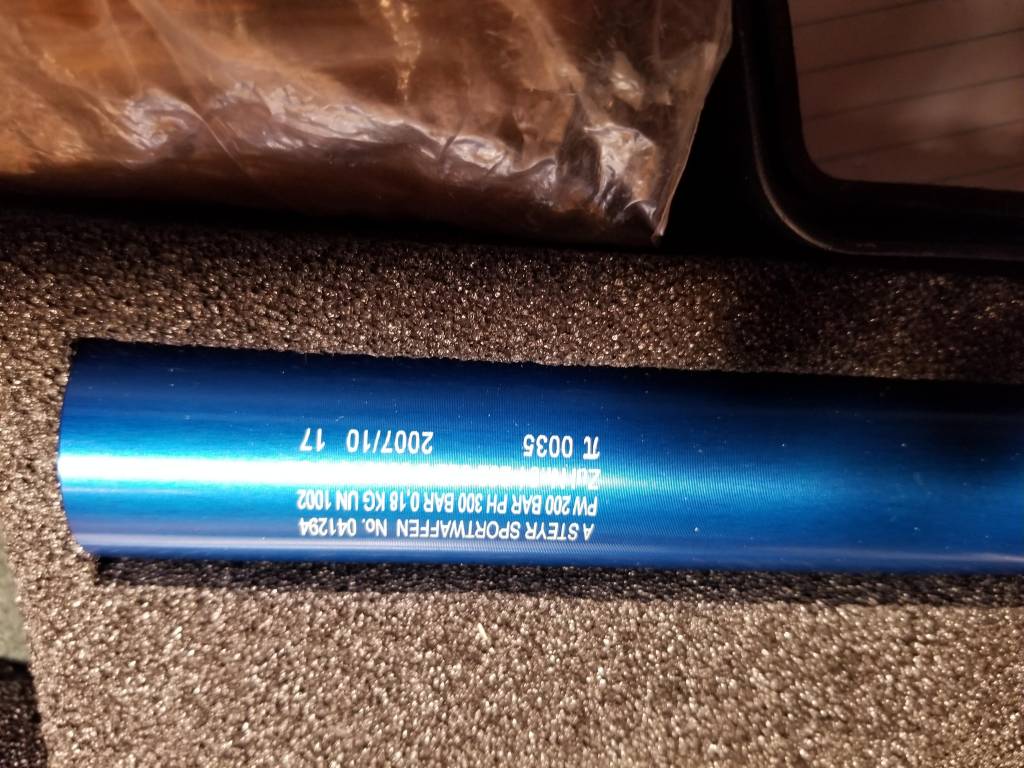 A STEYR SPORTWAFFEN No. 041294
PW 200 BAR PH 300 BAR 0,18 KG UN 1002
π 0035 2007/10 17